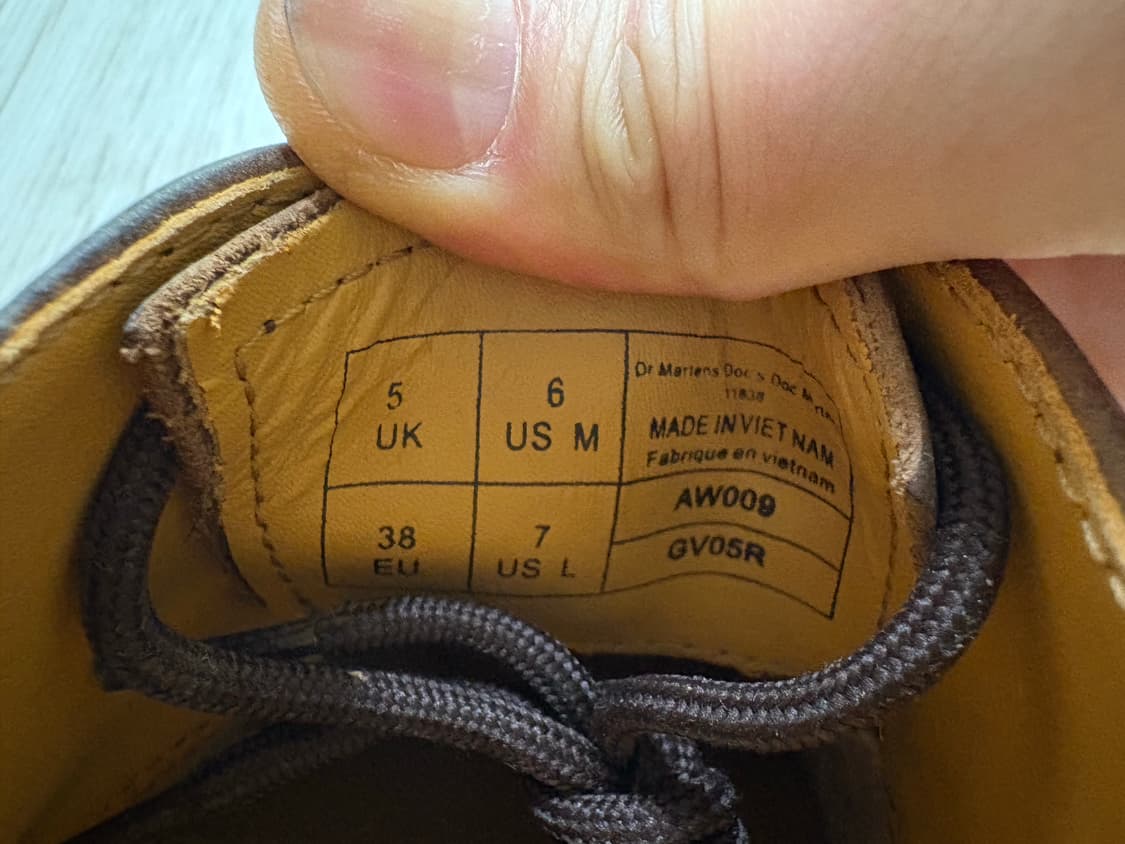 5
UK
6
US M
38
EU
7
US L
Dr Martens Doc's Doc Martens
11838
MADE IN VIET NAM
Fabrique en vietnam
AW009
GV05R